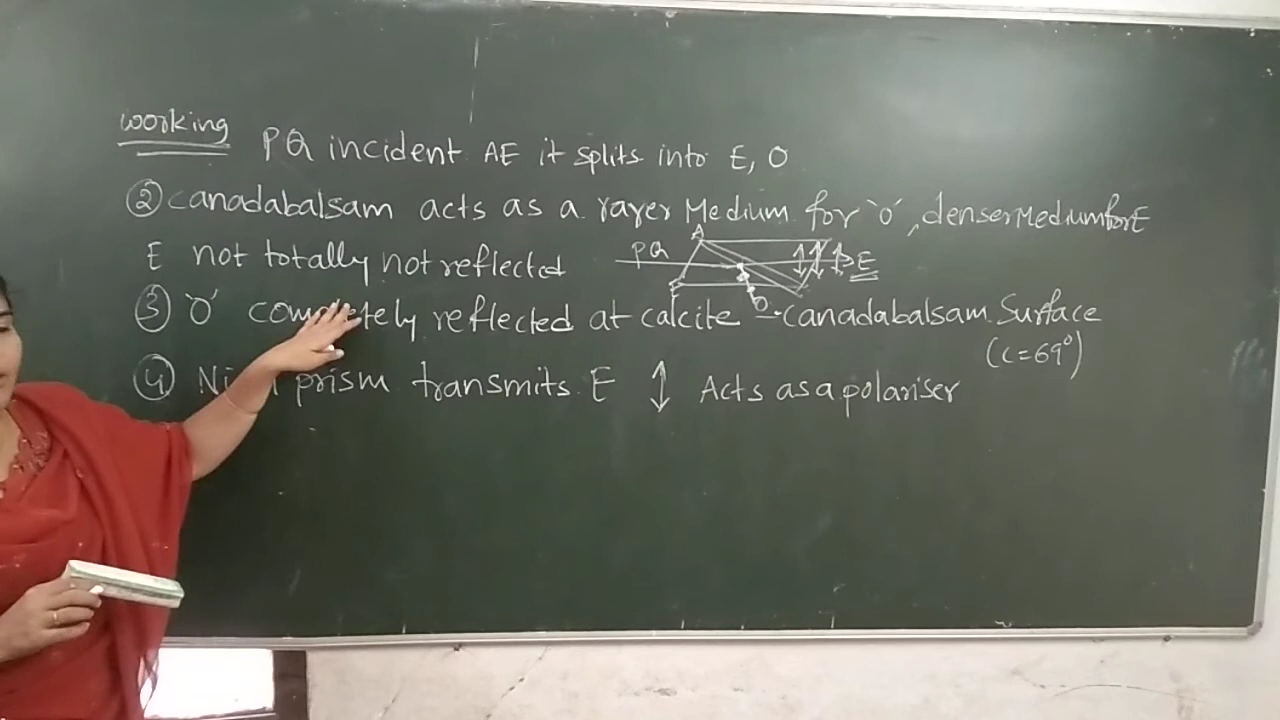 working PQ incident AE it splits into E, O
② canadabalsam acts as a rarer Medium for 'o', denser Medium for E
E not totally not reflected
③ 'O' completely reflected at calcite - canadabalsam Surface
(C=69°)
④ prism transmits E ↕ Acts as a polariser
A
PQ
E
E
O